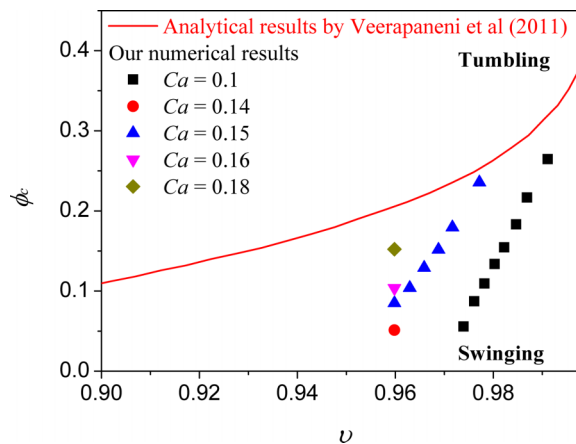 Analytical results by Veerapaneni et al (2011)
Our numerical results
Tumbling
Ca = 0.1
Ca = 0.14
Ca = 0.15
Ca = 0.16
Ca = 0.18
0.4
0.3
0.2
0.1
0.0
ϕc
Swinging
0.90 0.92 0.94 0.96 0.98
υ